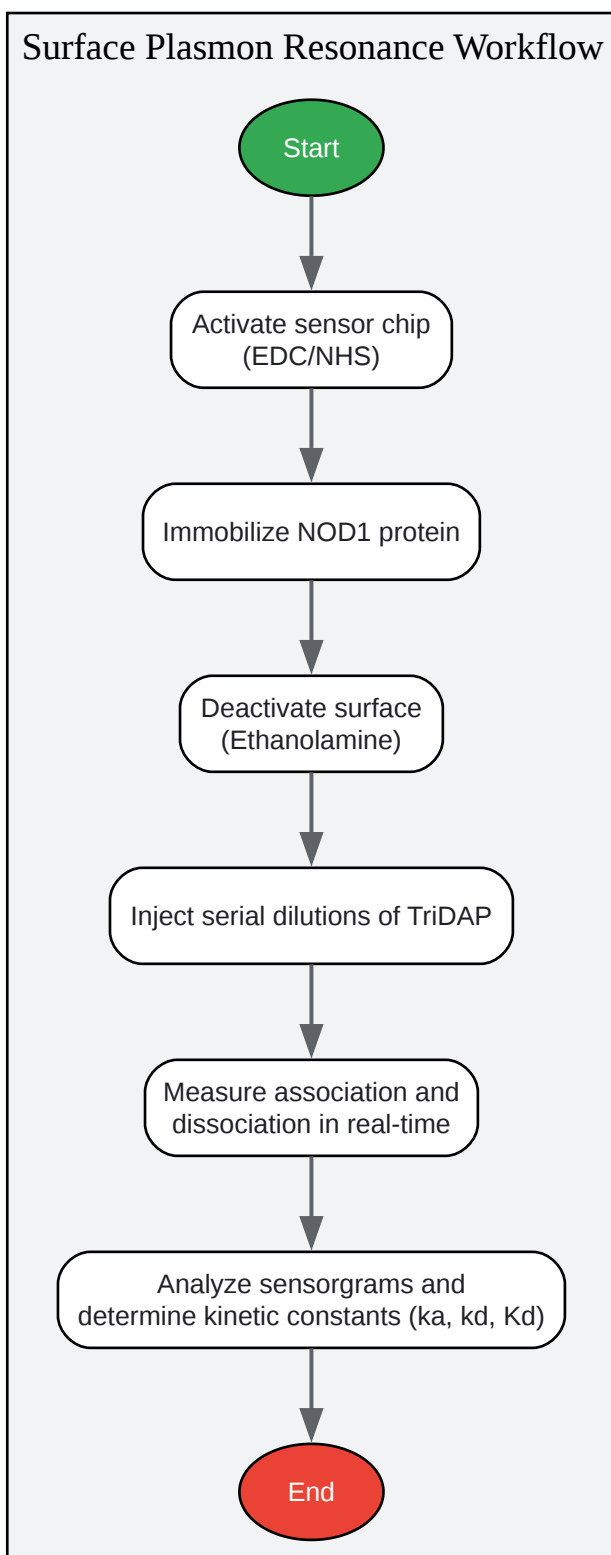 Surface Plasmon Resonance Workflow
Start
Activate sensor chip
(EDC/NHS)
Immobilize NOD1 protein
Deactivate surface
(Ethanolamine)
Inject serial dilutions of TriDAP
Measure association and
dissociation in real-time
Analyze sensorgrams and
determine kinetic constants (ka, kd, Kd)
End